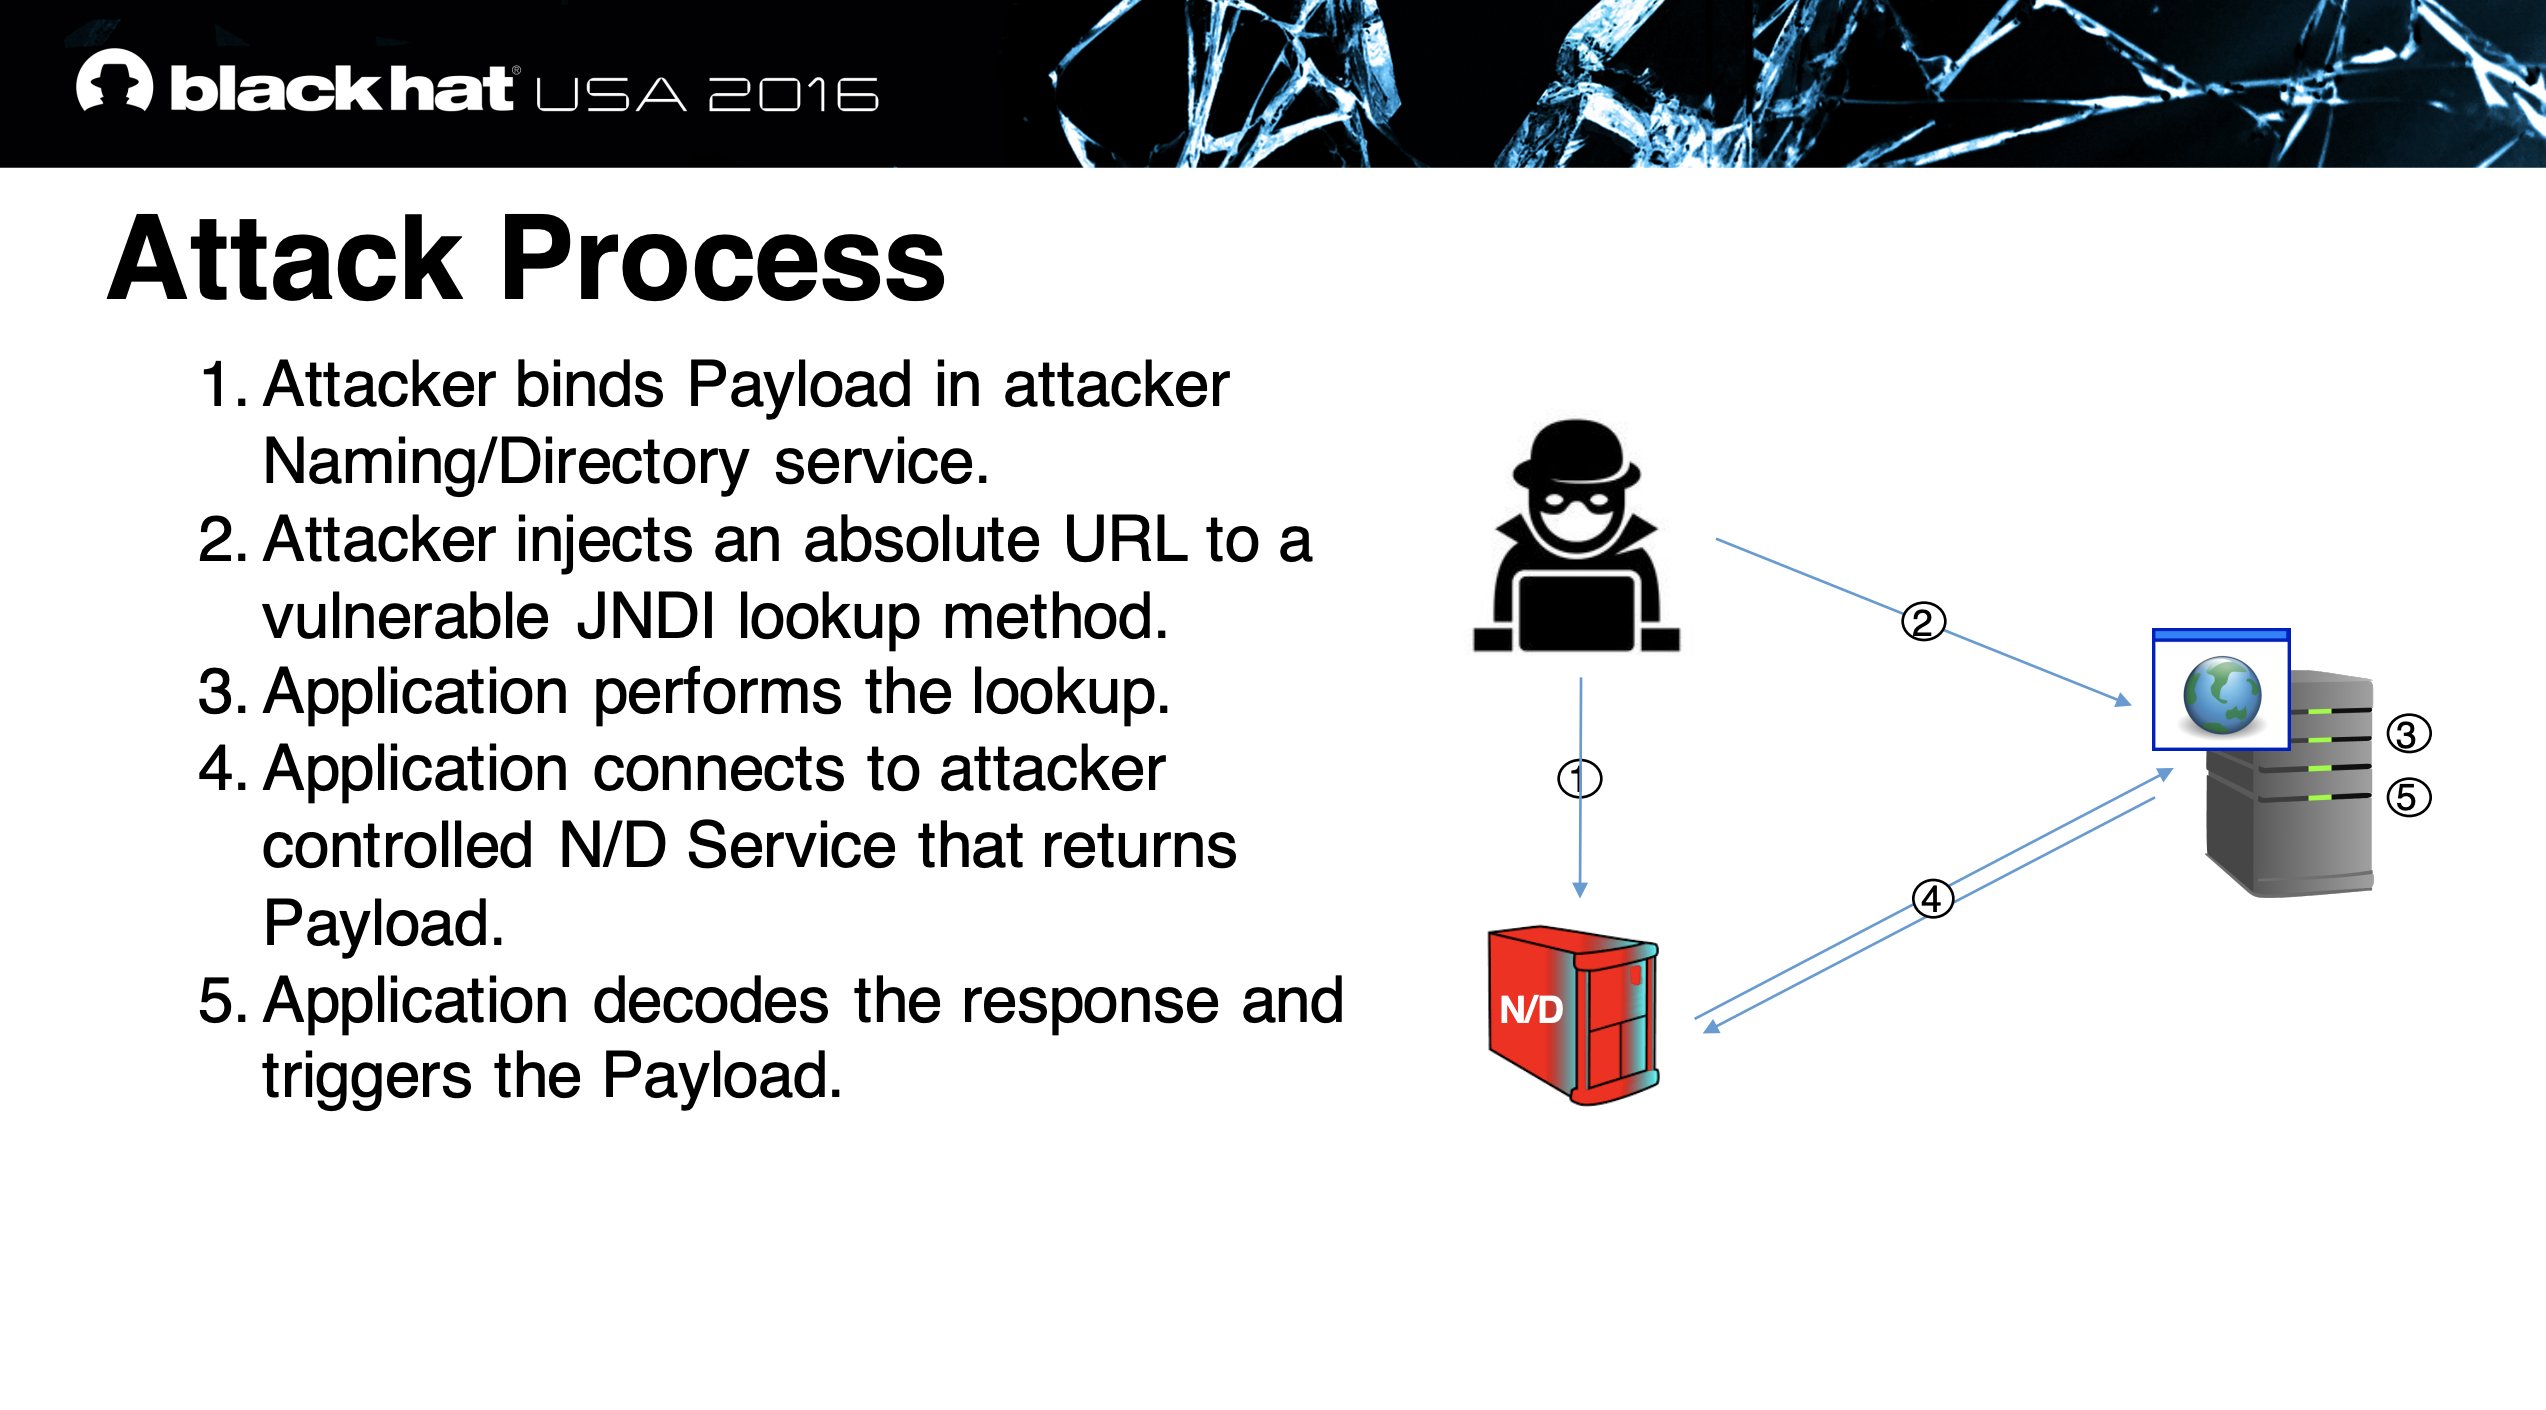 blackhat® USA 2016
Attack Process
1. Attacker binds Payload in attacker
Naming/Directory service.
2. Attacker injects an absolute URL to a
vulnerable JNDI lookup method.
3. Application performs the lookup.
4. Application connects to attacker
controlled N/D Service that returns
Payload.
5. Application decodes the response and
triggers the Payload.
2
3
1
5
4
N/D